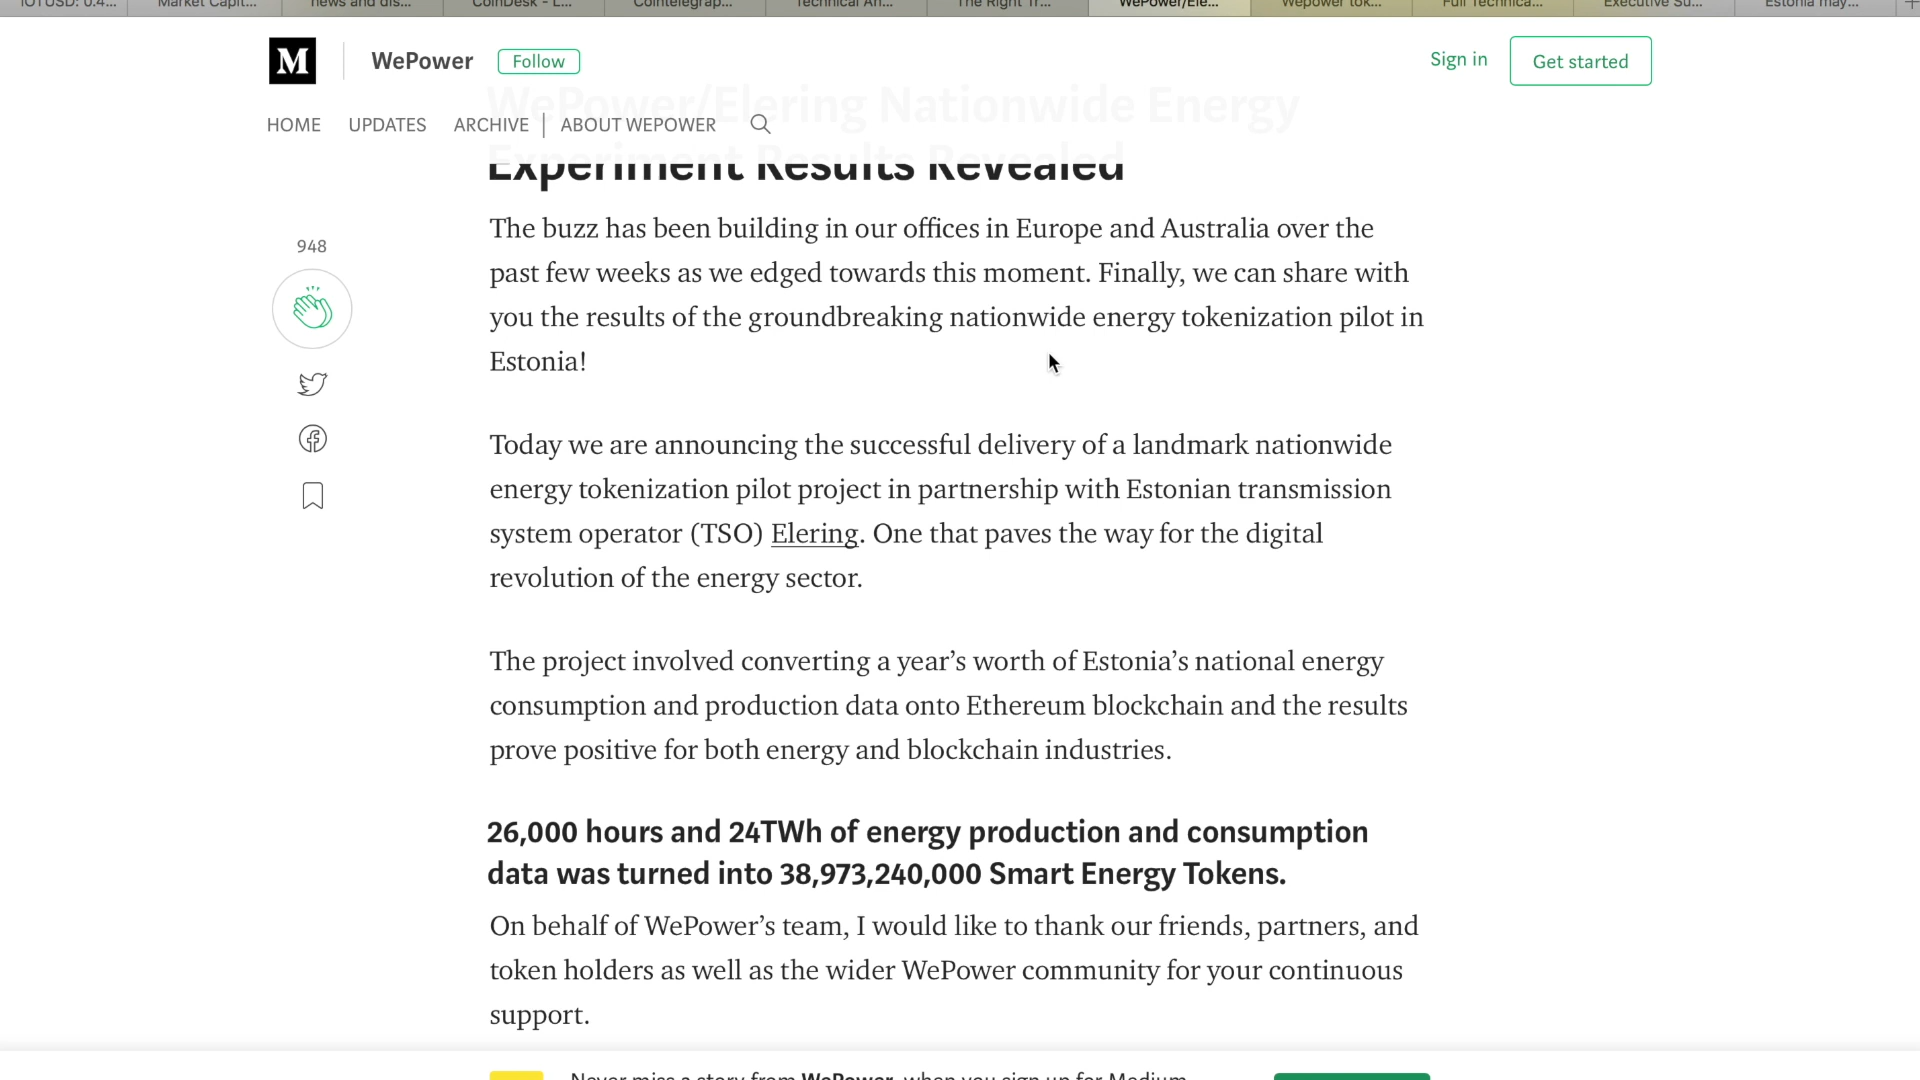 IOTUSD: 0.4... Market Capit... news and dis... CoinDesk - L... Cointelegrap... Technical An... The Right Tr... WePower/Ele... Wepower tok... Full Technica... Executive Su... Estonia may...
M WePower Follow Sign in Get started
WePower/Elering Nationwide Energy
HOME UPDATES ARCHIVE ABOUT WEPOWER
Experiment Results Revealed
The buzz has been building in our offices in Europe and Australia over the
past few weeks as we edged towards this moment. Finally, we can share with
you the results of the groundbreaking nationwide energy tokenization pilot in
Estonia!
948
Today we are announcing the successful delivery of a landmark nationwide
energy tokenization pilot project in partnership with Estonian transmission
system operator (TSO) Elering. One that paves the way for the digital
revolution of the energy sector.
The project involved converting a year’s worth of Estonia’s national energy
consumption and production data onto Ethereum blockchain and the results
prove positive for both energy and blockchain industries.
26,000 hours and 24TWh of energy production and consumption
data was turned into 38,973,240,000 Smart Energy Tokens.
On behalf of WePower’s team, I would like to thank our friends, partners, and
token holders as well as the wider WePower community for your continuous
support.
Never miss a story from WePower, when you sign up for Medium.